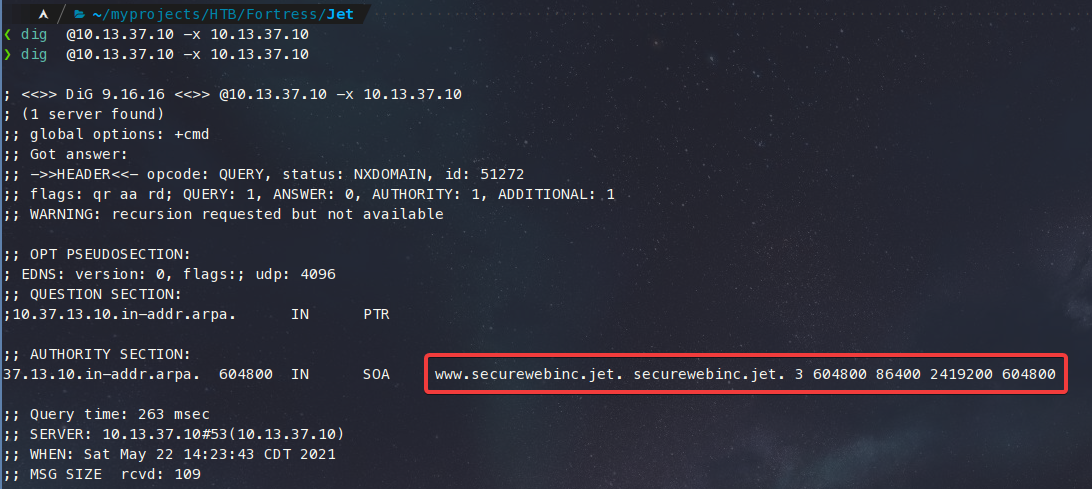 ~/myprojects/HTB/Fortress/Jet
❮ dig  @10.13.37.10 -x 10.13.37.10
❯ dig  @10.13.37.10 -x 10.13.37.10
; <<>> DiG 9.16.16 <<>> @10.13.37.10 -x 10.13.37.10
; (1 server found)
;; global options: +cmd
;; Got answer:
;; ->>HEADER<<- opcode: QUERY, status: NXDOMAIN, id: 51272
;; flags: qr aa rd; QUERY: 1, ANSWER: 0, AUTHORITY: 1, ADDITIONAL: 1
;; WARNING: recursion requested but not available
;; OPT PSEUDOSECTION:
; EDNS: version: 0, flags:; udp: 4096
;; QUESTION SECTION:
;10.37.13.10.in-addr.arpa.      IN      PTR
;; AUTHORITY SECTION:
37.13.10.in-addr.arpa.  604800  IN      SOA     www.securewebinc.jet. securewebinc.jet. 3 604800 86400 2419200 604800
;; Query time: 263 msec
;; SERVER: 10.13.37.10#53(10.13.37.10)
;; WHEN: Sat May 22 14:23:43 CDT 2021
;; MSG SIZE  rcvd: 109